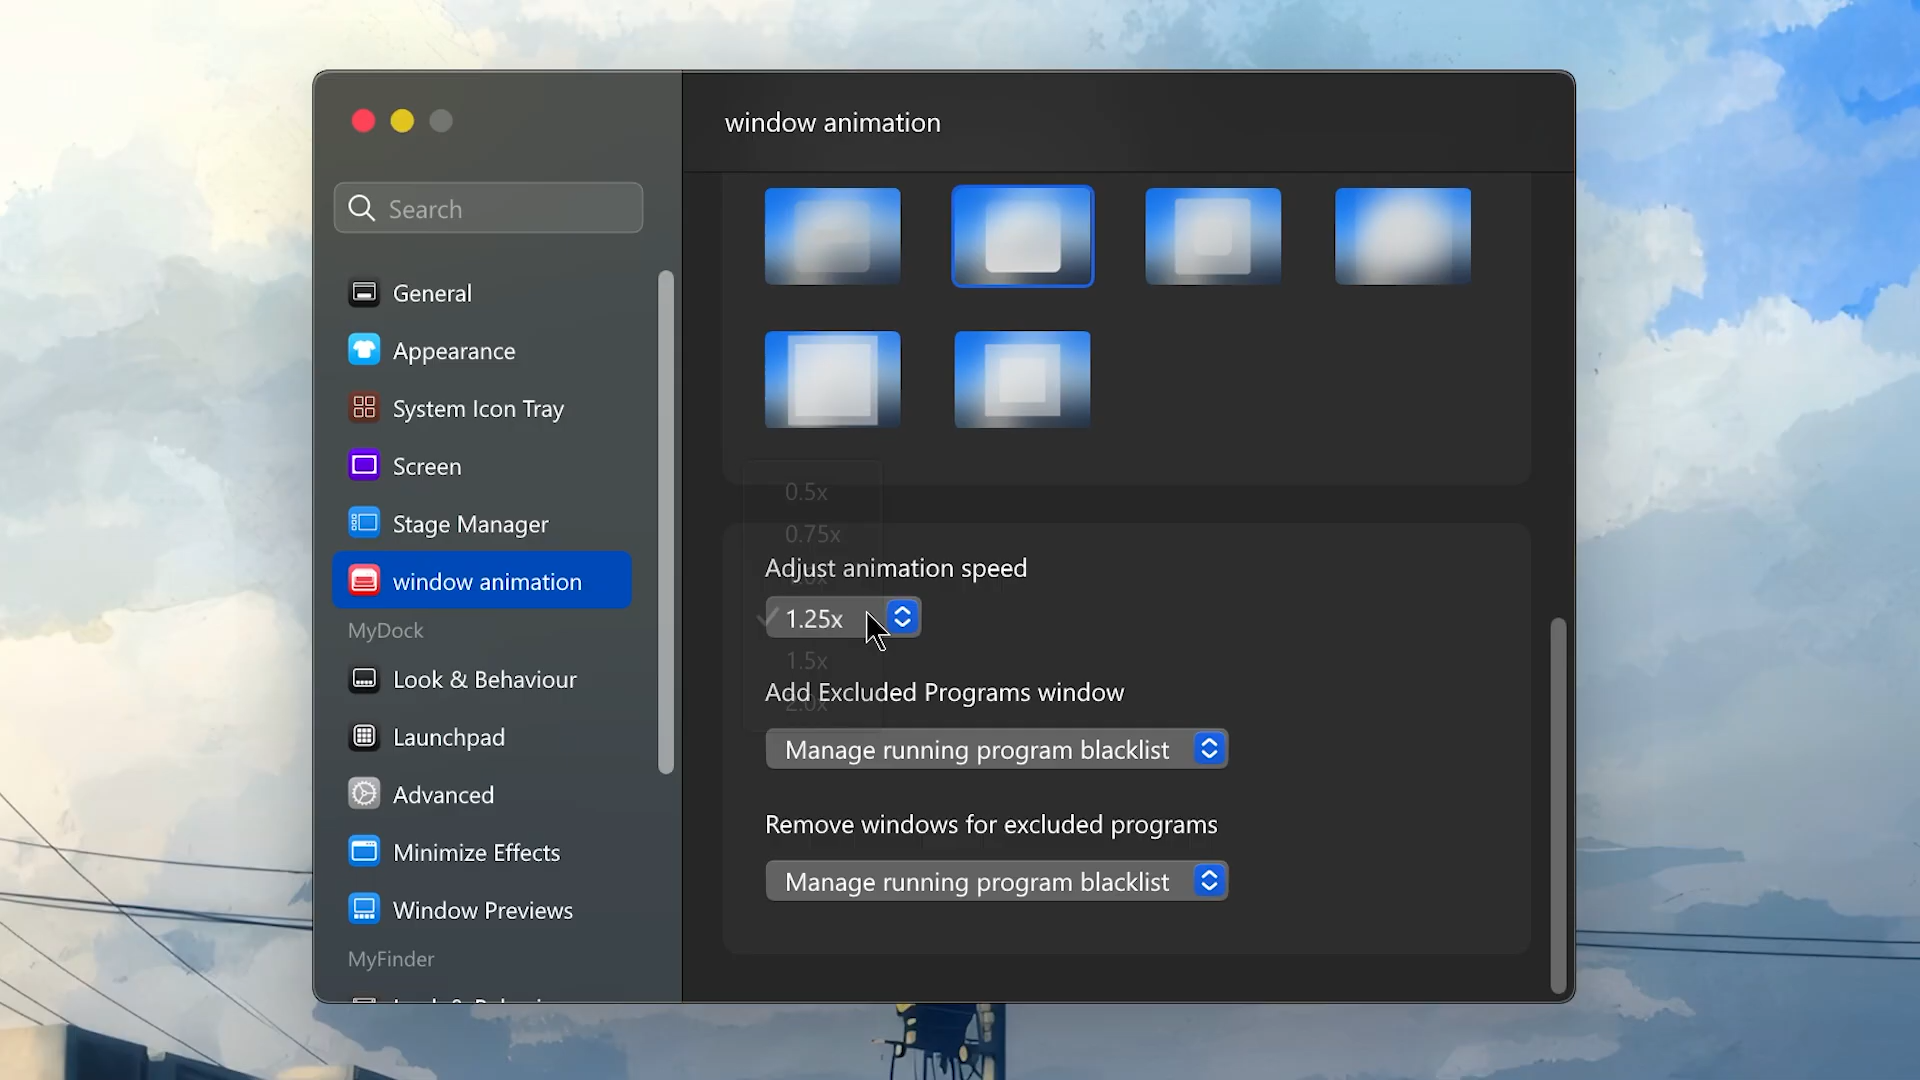 window animation
Search
General
Appearance
System Icon Tray
Screen
Stage Manager
window animation
MyDock
Look & Behaviour
Launchpad
Advanced
Minimize Effects
Window Previews
MyFinder
0.5x
0.75x
Adjust animation speed
1.25x
1.5x
Add Excluded Programs window
2.0x
Manage running program blacklist
Remove windows for excluded programs
Manage running program blacklist